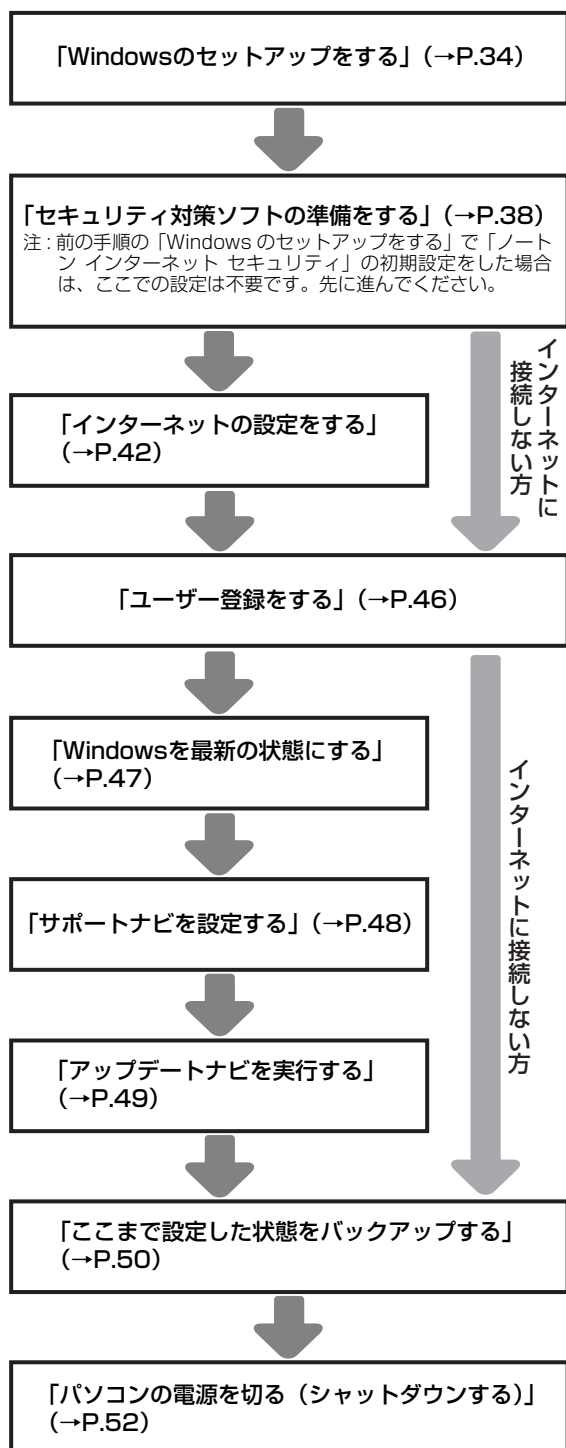 「Windowsのセットアップをする」(→P.34)
「セキュリティ対策ソフトの準備をする」(→P.38)
注:前の手順の「Windows のセットアップをする」で「ノート
ン インターネット セキュリティ」の初期設定をした場合
は、ここでの設定は不要です。先に進んでください。
インターネットに
接続しない方
「インターネットの設定をする」
(→P.42)
「ユーザー登録をする」(→P.46)
「Windowsを最新の状態にする」
(→P.47)
インターネットに接続しない方
「サポートナビを設定する」(→P.48)
「アップデートナビを実行する」
(→P.49)
「ここまで設定した状態をバックアップする」
(→P.50)
「パソコンの電源を切る(シャットダウンする)」
(→P.52)